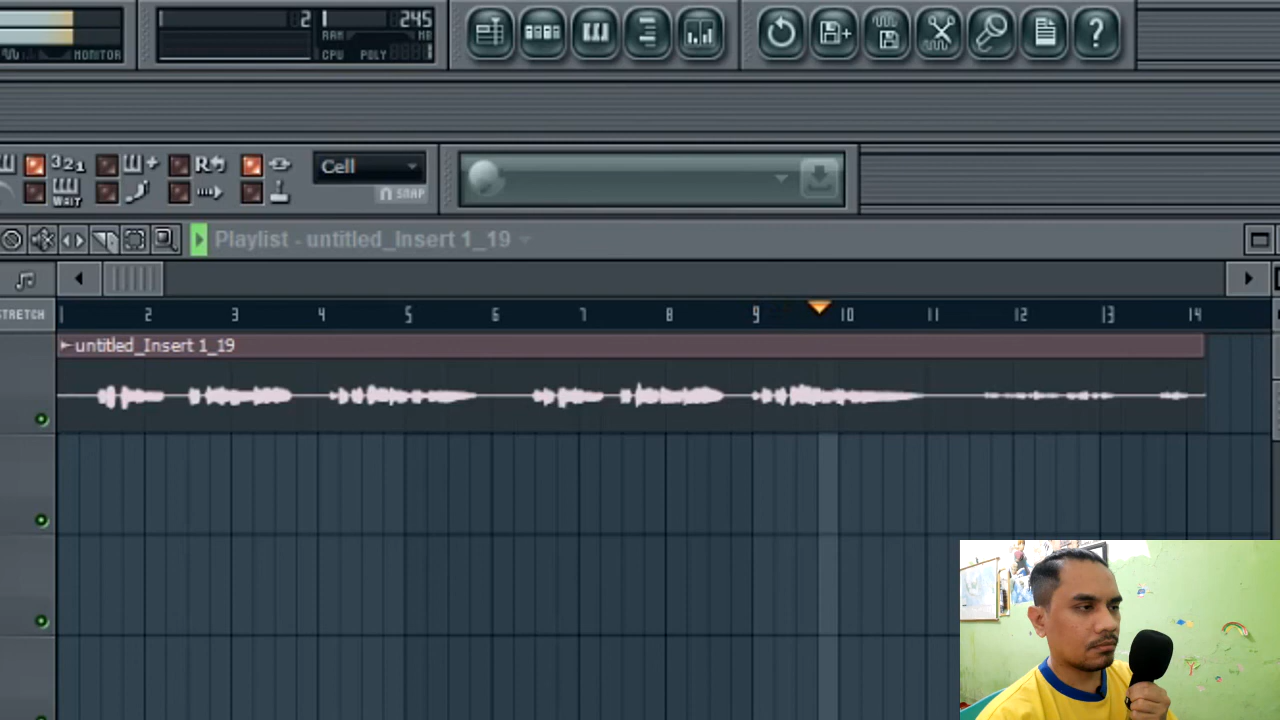 2 245
RAM MB
MONITOR CPU POLY
321 R
WAIT
Cell
SNAP
Playlist - untitled_Insert 1_19
STRETCH 1 2 3 4 5 6 7 8 9 10 11 12 13 14
untitled_Insert 1_19